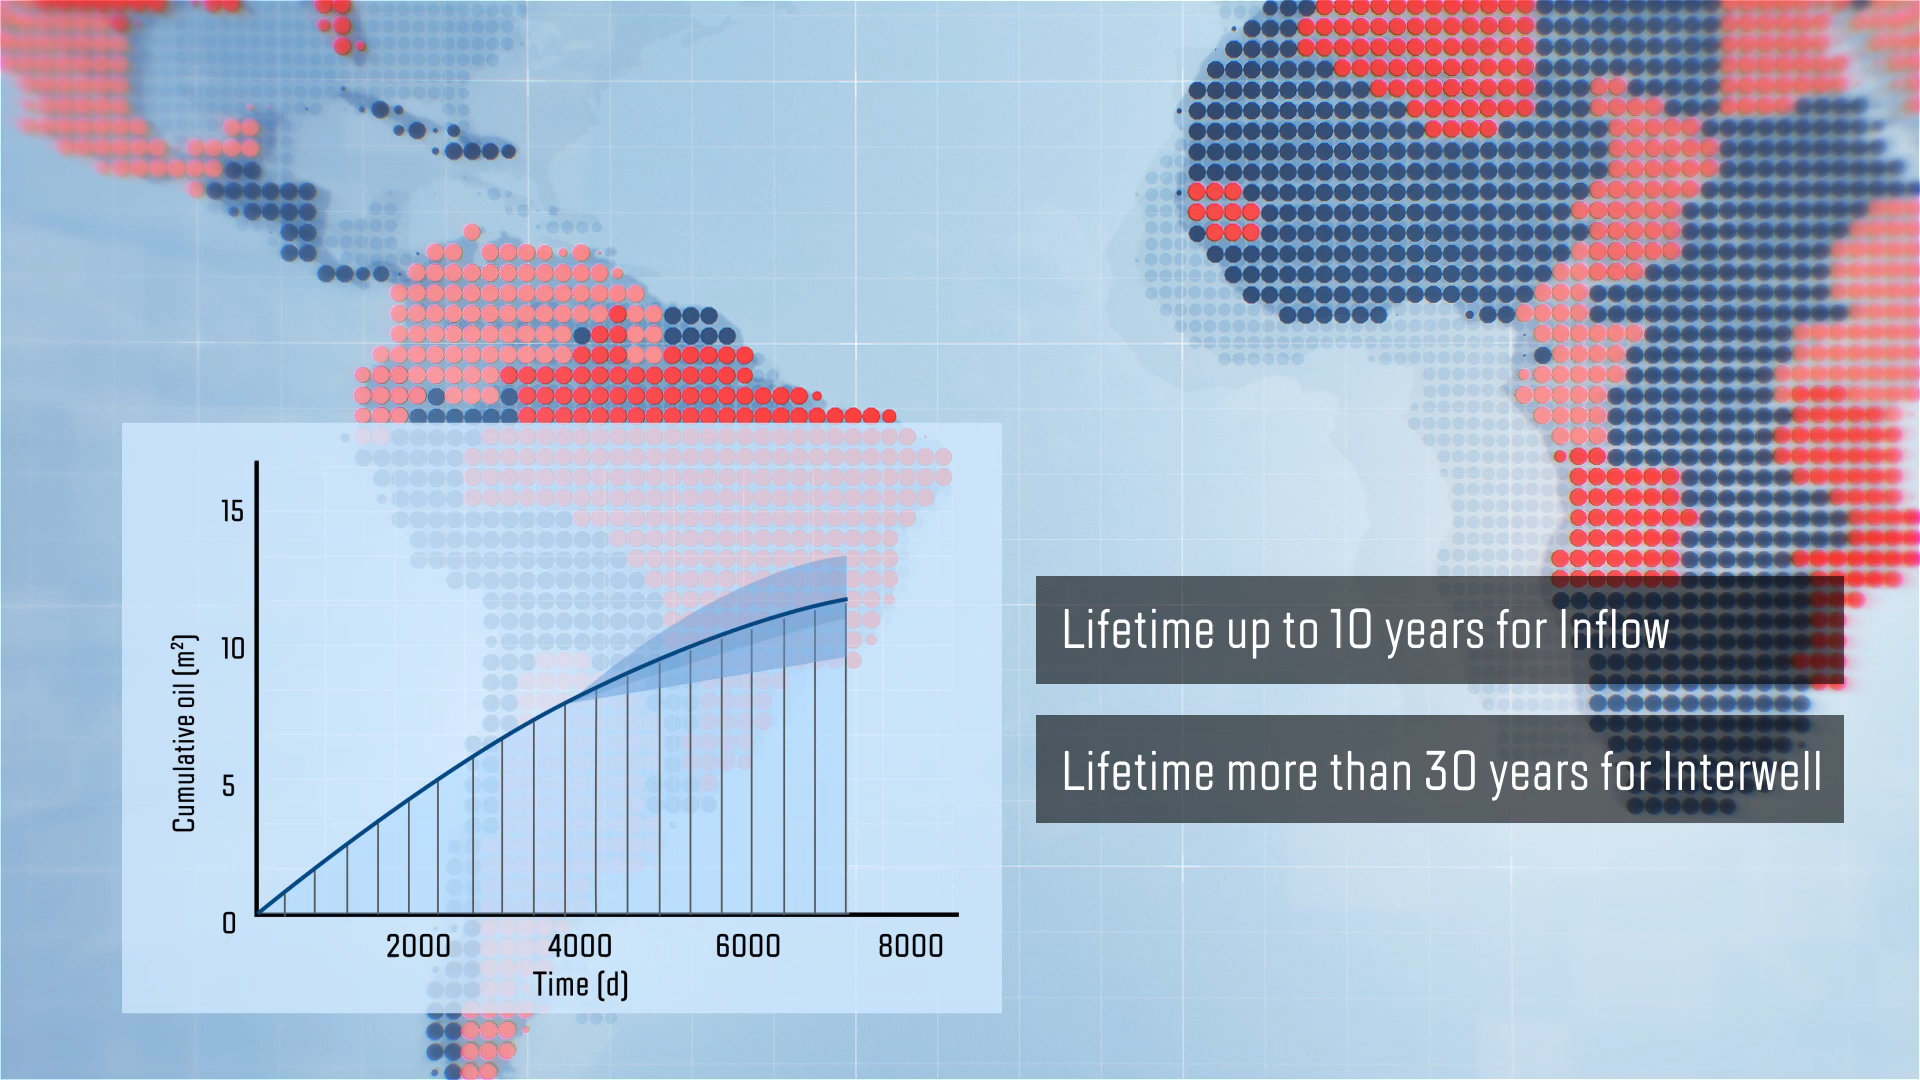 15
10
5
0
Cumulative oil (m²)
2000 4000 6000 8000
Time (d)
Lifetime up to 10 years for Inflow
Lifetime more than 30 years for Interwell